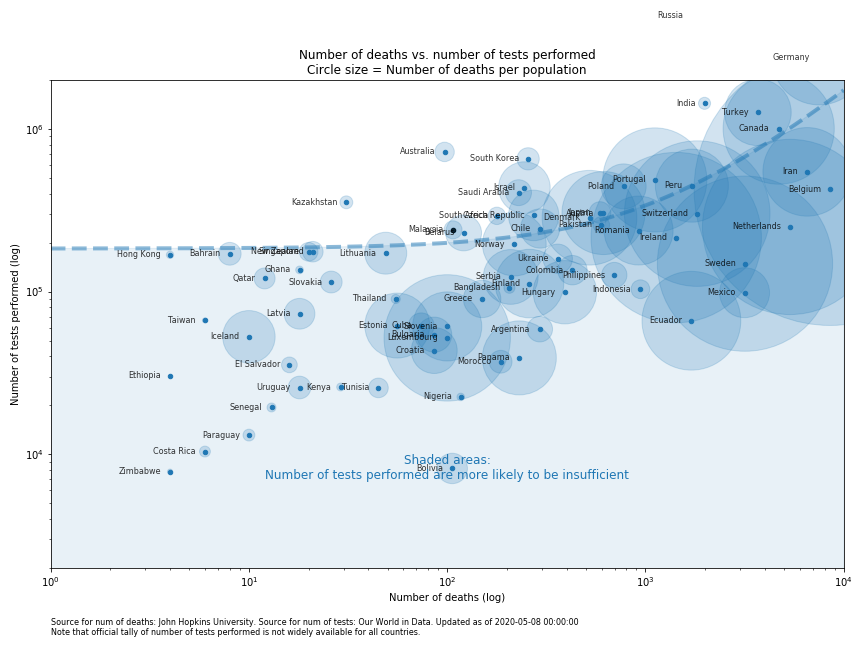 Russia
Germany
Number of deaths vs. number of tests performed
Circle size = Number of deaths per population
India
Turkey
Canada
10⁶
Australia
South Korea
Iran
Israel
Portugal
Saudi Arabia
Poland
Peru
Belgium
Kazakhstan
South Africa
Czech Republic
Denmark
Switzerland
Malaysia
Belarus
Chile
Pakistan
Romania
Ireland
Netherlands
Norway
Hong Kong
Bahrain
New Zealand
Lithuania
Ukraine
Sweden
Ghana
Colombia
Qatar
Slovakia
Serbia
Finland
Philippines
10⁵
Bangladesh
Hungary
Indonesia
Mexico
Thailand
Greece
Latvia
Taiwan
Ecuador
Estonia
Cuba
Slovenia
Argentina
Bulgaria
Luxembourg
Iceland
Croatia
El Salvador
Morocco
Panama
Ethiopia
Uruguay
Kenya
Tunisia
Nigeria
Senegal
Paraguay
10⁴
Costa Rica
Zimbabwe
Bolivia
Shaded areas:
Number of tests performed are more likely to be insufficient
Number of tests performed (log)
10⁰ 10¹ 10² 10³ 10⁴
Number of deaths (log)
Source for num of deaths: John Hopkins University. Source for num of tests: Our World in Data. Updated as of 2020-05-08 00:00:00
Note that official tally of number of tests performed is not widely available for all countries.